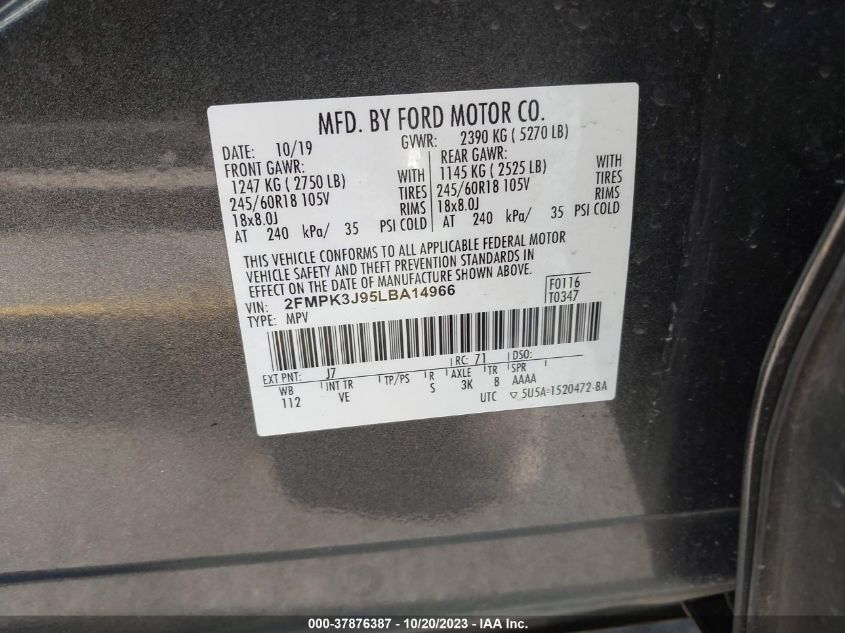 MFD. BY FORD MOTOR CO.
DATE: 10/19 GVWR: 2390 KG ( 5270 LB)
FRONT GAWR: REAR GAWR:
1247 KG ( 2750 LB) WITH 1145 KG ( 2525 LB) WITH
245/60R18 105V TIRES 245/60R18 105V TIRES
18x8.0J RIMS 18x8.0J RIMS
AT 240 kPa/ 35 PSI COLD AT 240 kPa/ 35 PSI COLD
THIS VEHICLE CONFORMS TO ALL APPLICABLE FEDERAL MOTOR
VEHICLE SAFETY AND THEFT PREVENTION STANDARDS IN
EFFECT ON THE DATE OF MANUFACTURE SHOWN ABOVE.
VIN: 2FMPK3J95LBA14966 F0116
TYPE: MPV T0347
EXT PNT: J7 RC: 71 DSO:
WB INT TR TP/PS R AXLE TR SPR
112 VE S 3K 8 AAAA
UTC ▽ 5U5A-1520472-BA
000-37876387 - 10/20/2023 - © IAA Inc.